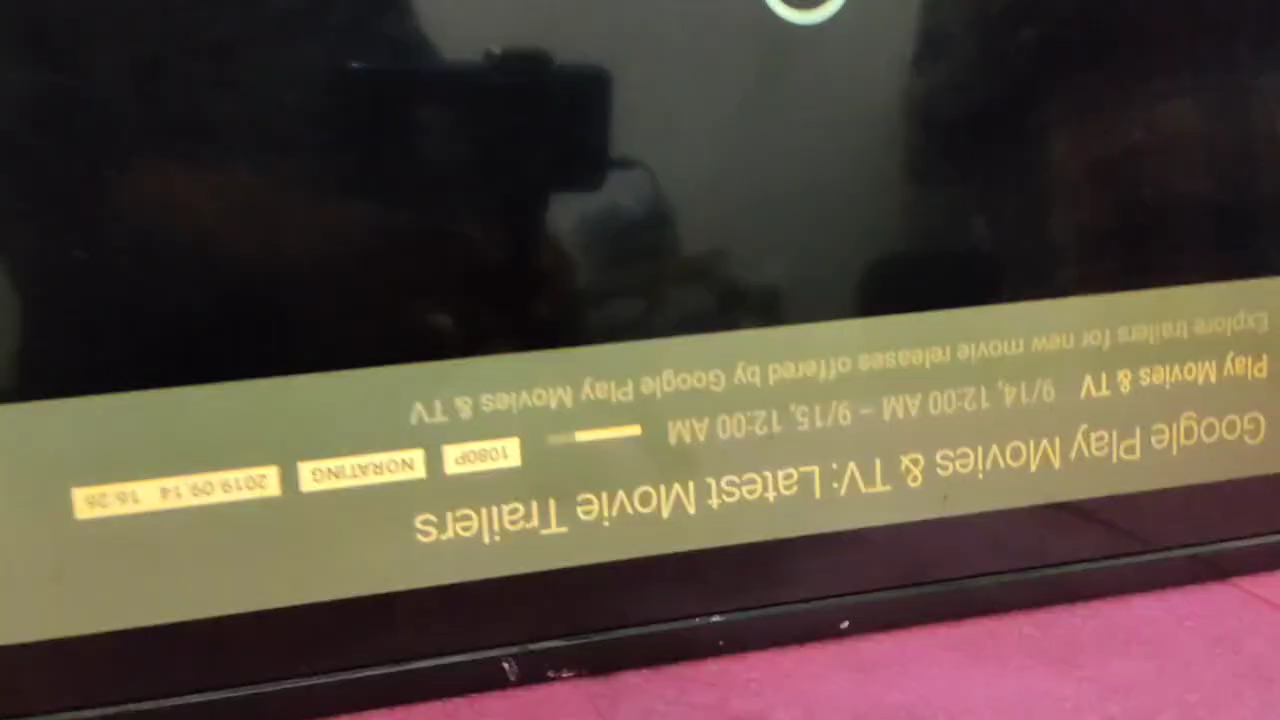 Google Play Movies & TV: Latest Movie Trailers
Play Movies & TV 9/14, 12:00 AM – 9/15, 12:00 AM 1080P NORATING 2019.09.14 16:26
Explore trailers for new movie releases offered by Google Play Movies & TV